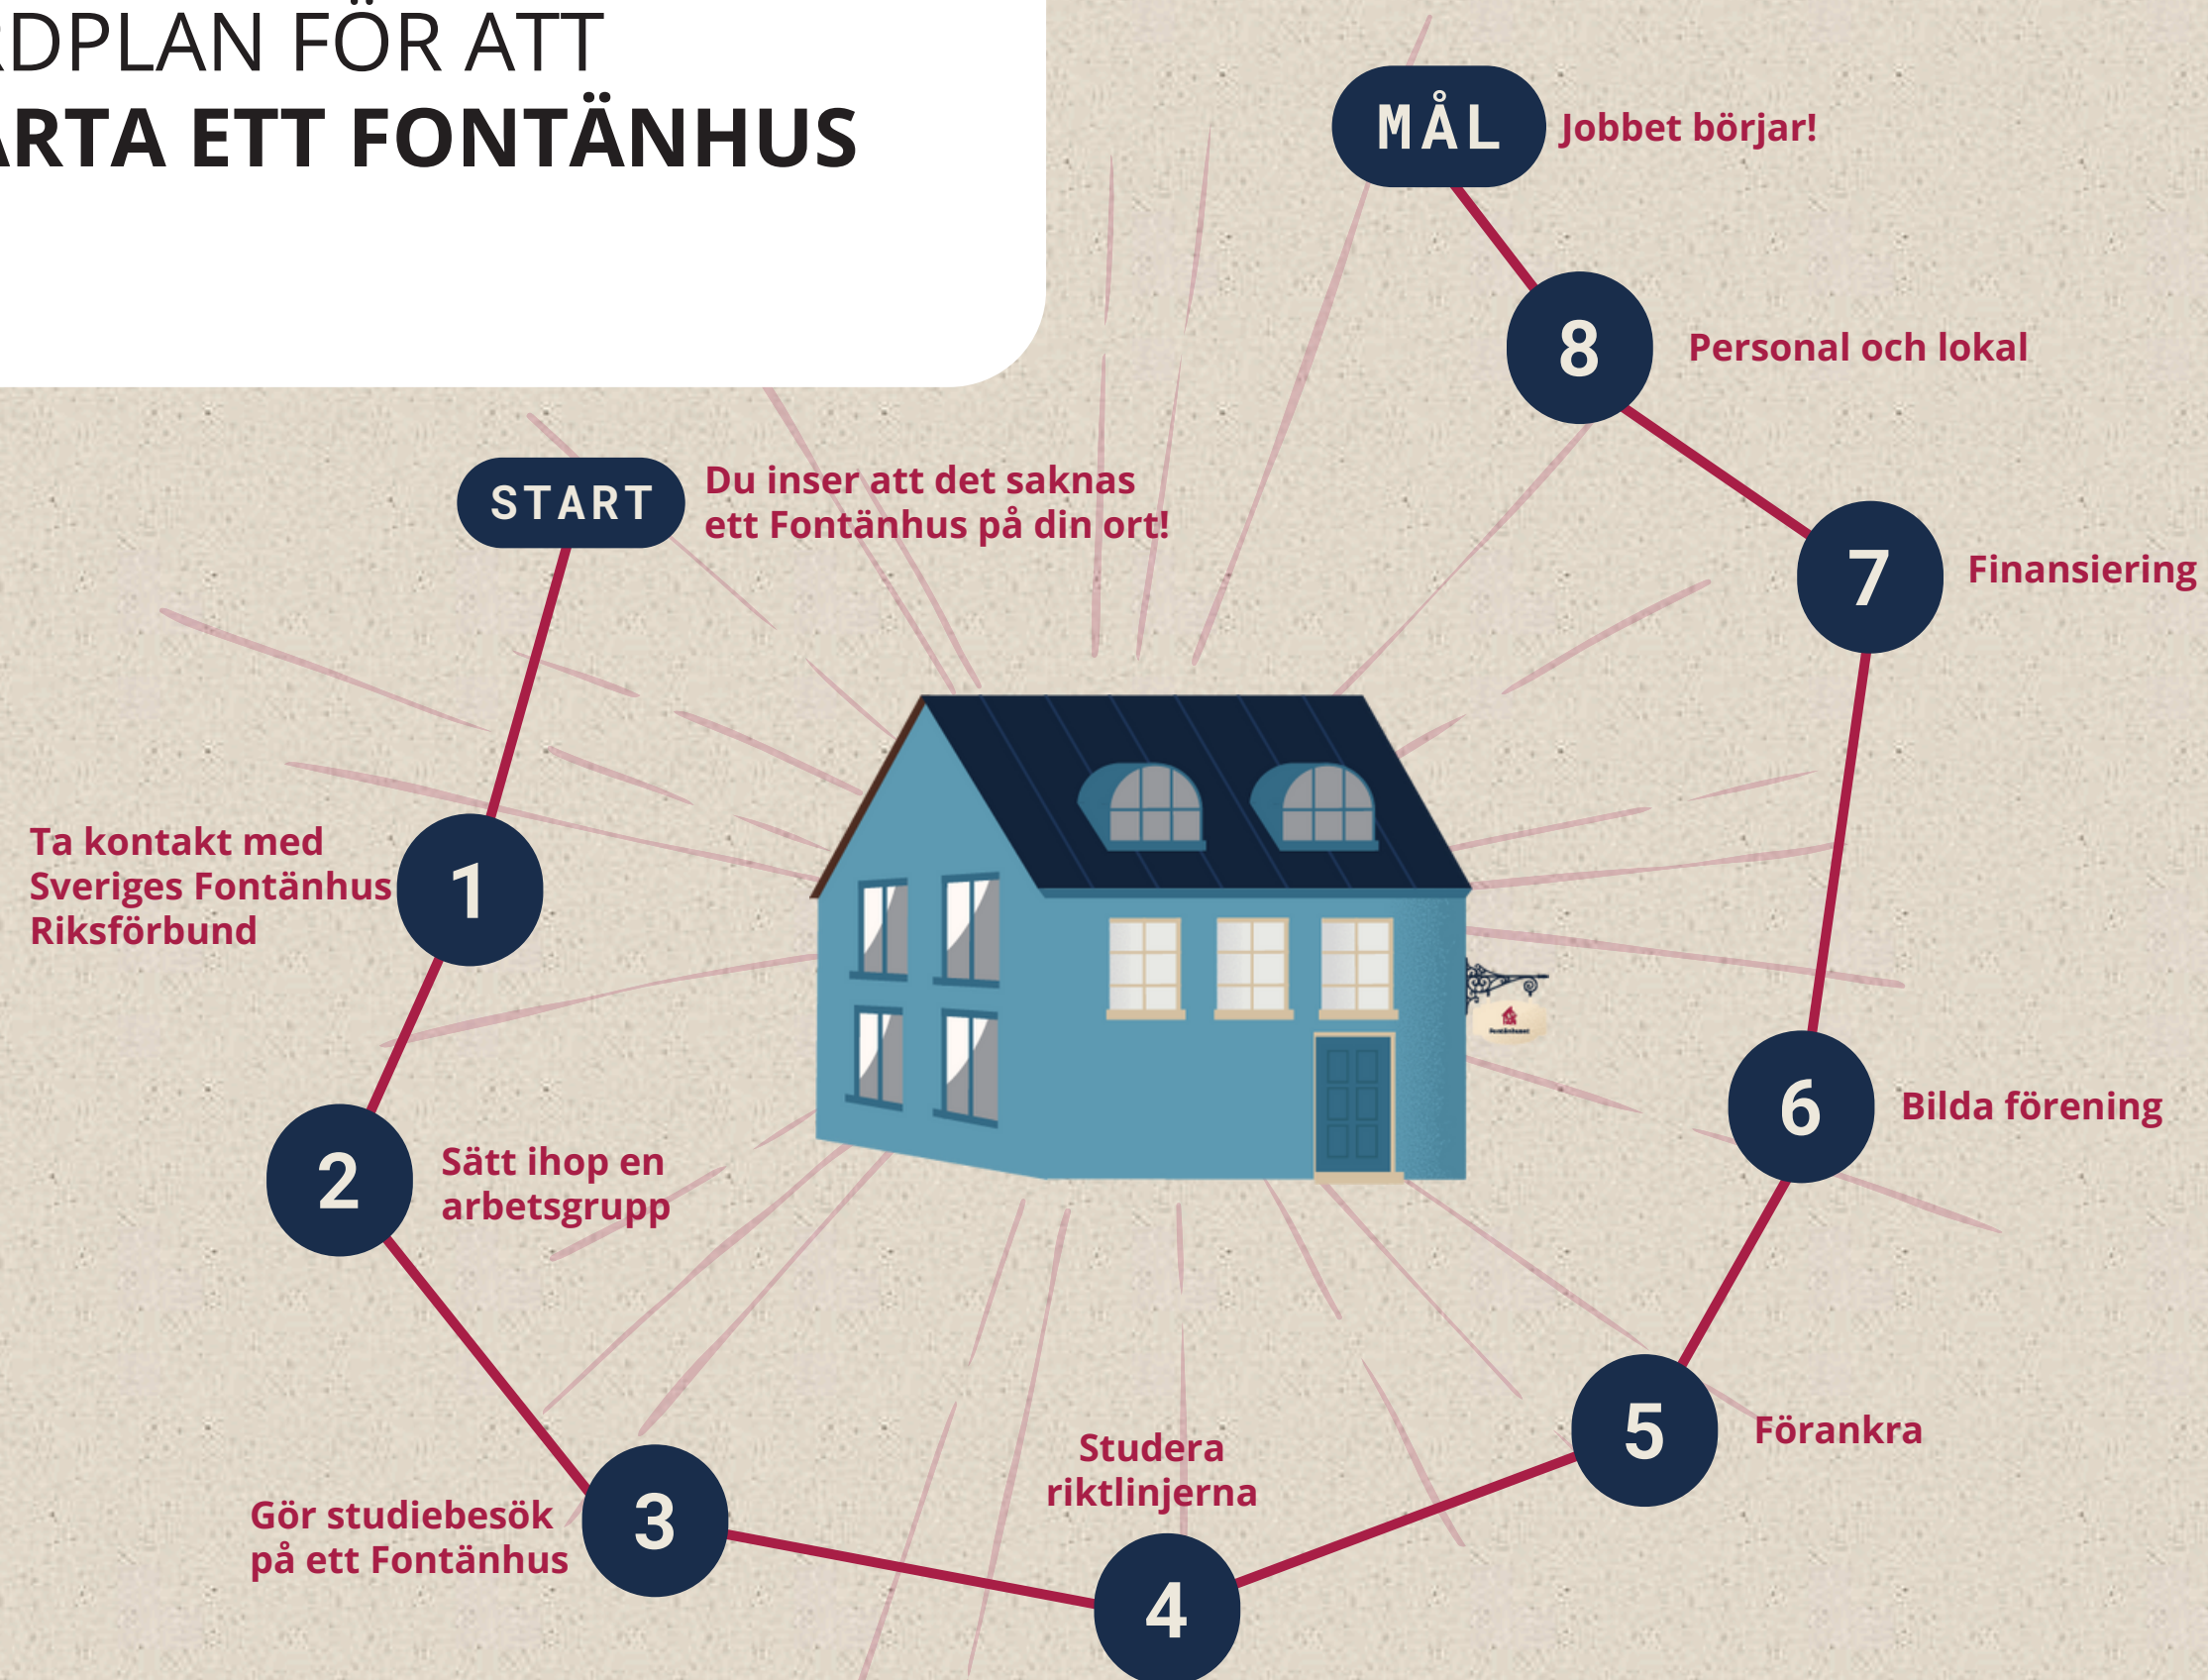 RDPLAN FÖR ATT
ARTA ETT FONTÄNHUS
MÅL
Jobbet börjar!
8
Personal och lokal
7
Finansiering
START
Du inser att det saknas
ett Fontänhus på din ort!
1
Ta kontakt med
Sveriges Fontänhus
Riksförbund
2
Sätt ihop en
arbetsgrupp
3
Gör studiebesök
på ett Fontänhus
4
Studera
riktlinjerna
5
Förankra
6
Bilda förening
Fontänhuset